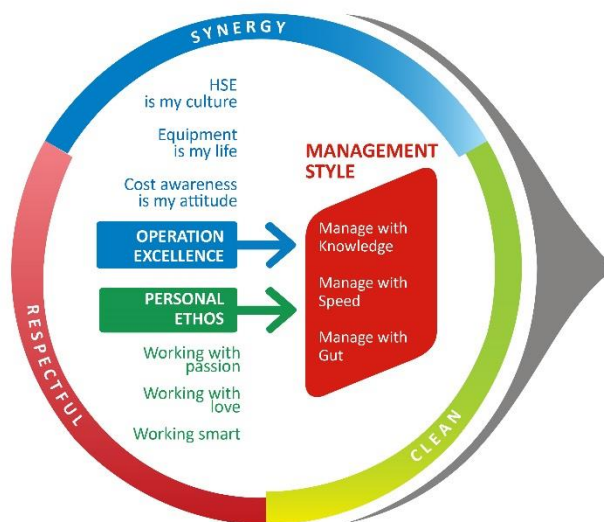 SYNERGY
HSE
is my culture
Equipment
is my life
Cost awareness
is my attitude
OPERATION
EXCELLENCE
PERSONAL
ETHOS
Working with
passion
Working with
love
Working smart
MANAGEMENT
STYLE
Manage with
Knowledge
Manage with
Speed
Manage with
Gut
RESPECTFUL
CLEAN